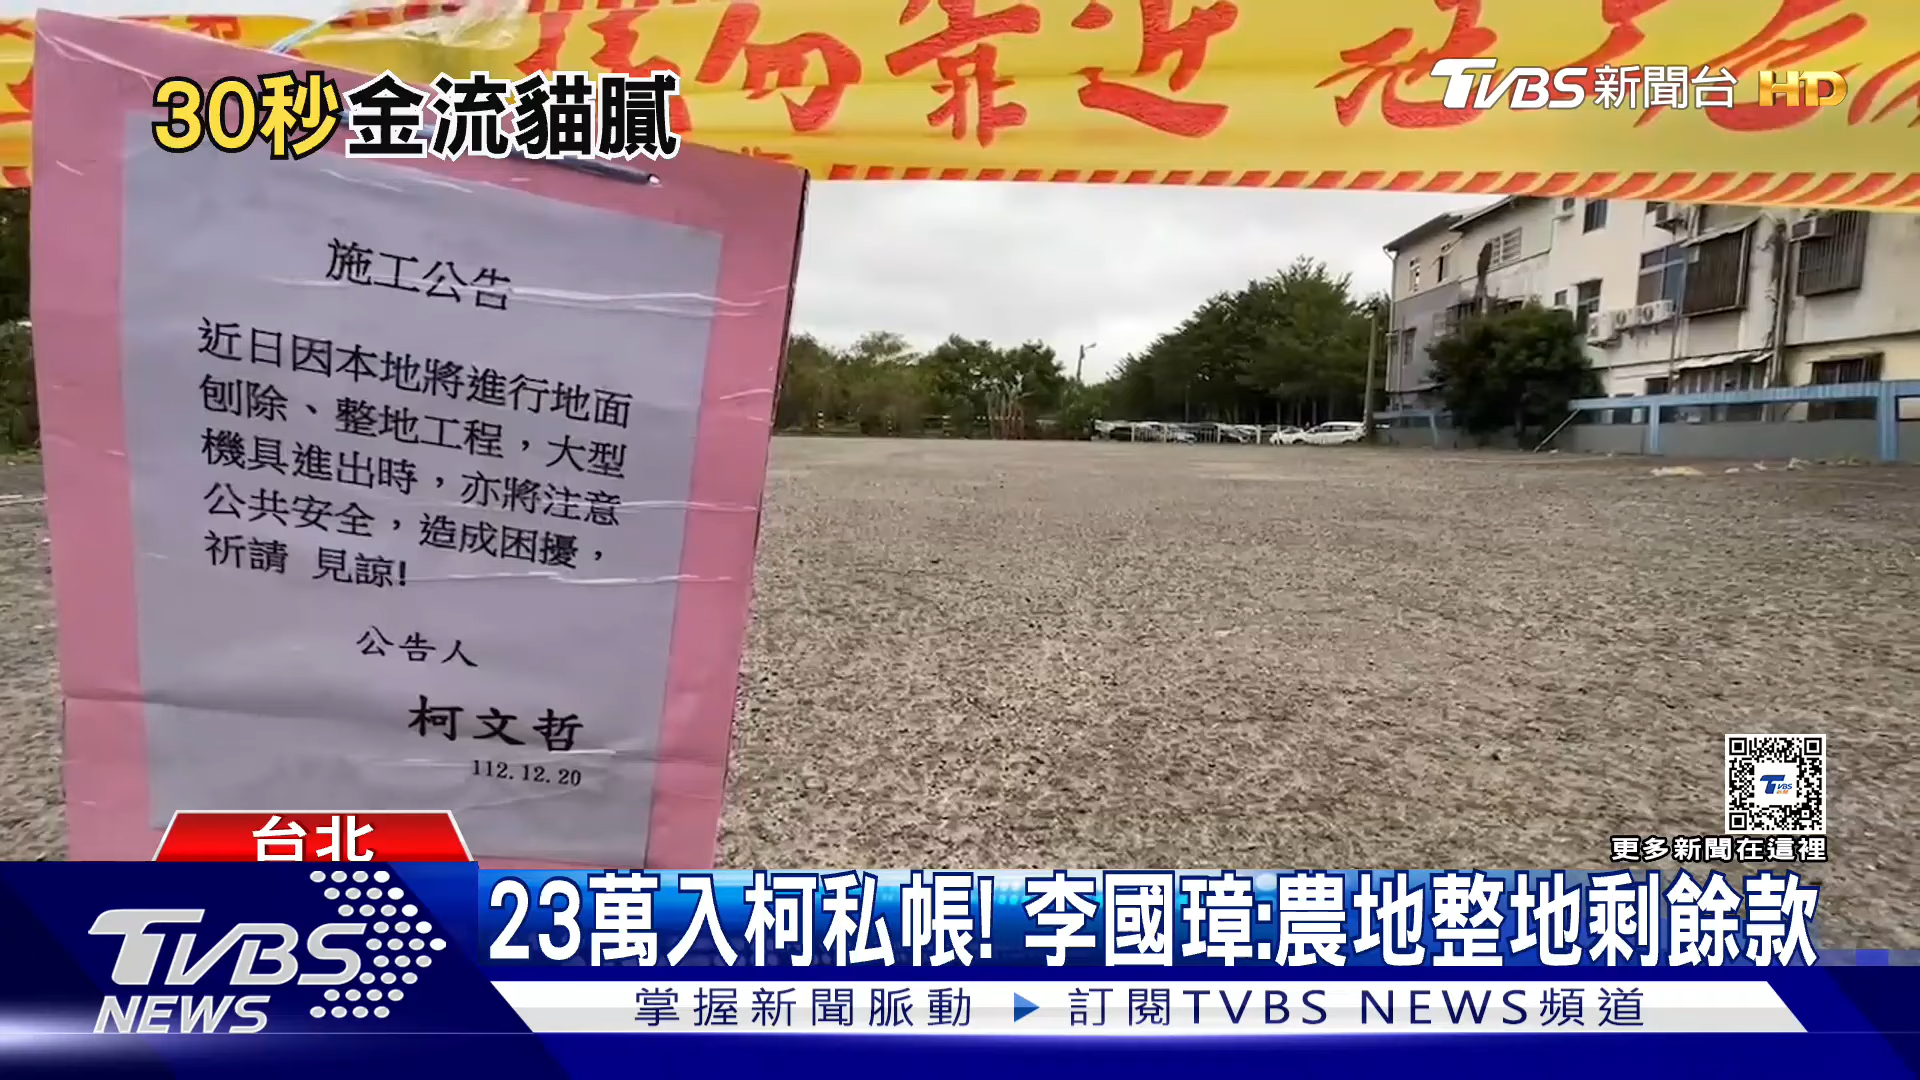 勿靠近
TVBS新聞台 HD
30秒金流貓膩
施工公告
近日因本地將進行地面
刨除、整地工程，大型
機具進出時，亦將注意
公共安全，造成困擾，
祈請 見諒!
公告人
柯文哲
112.12.20
TVBS
更多新聞在這裡
台北
23萬入柯私帳! 李國璋:農地整地剩餘款
TVBS NEWS
掌握新聞脈動 ▶ 訂閱TVBS NEWS頻道